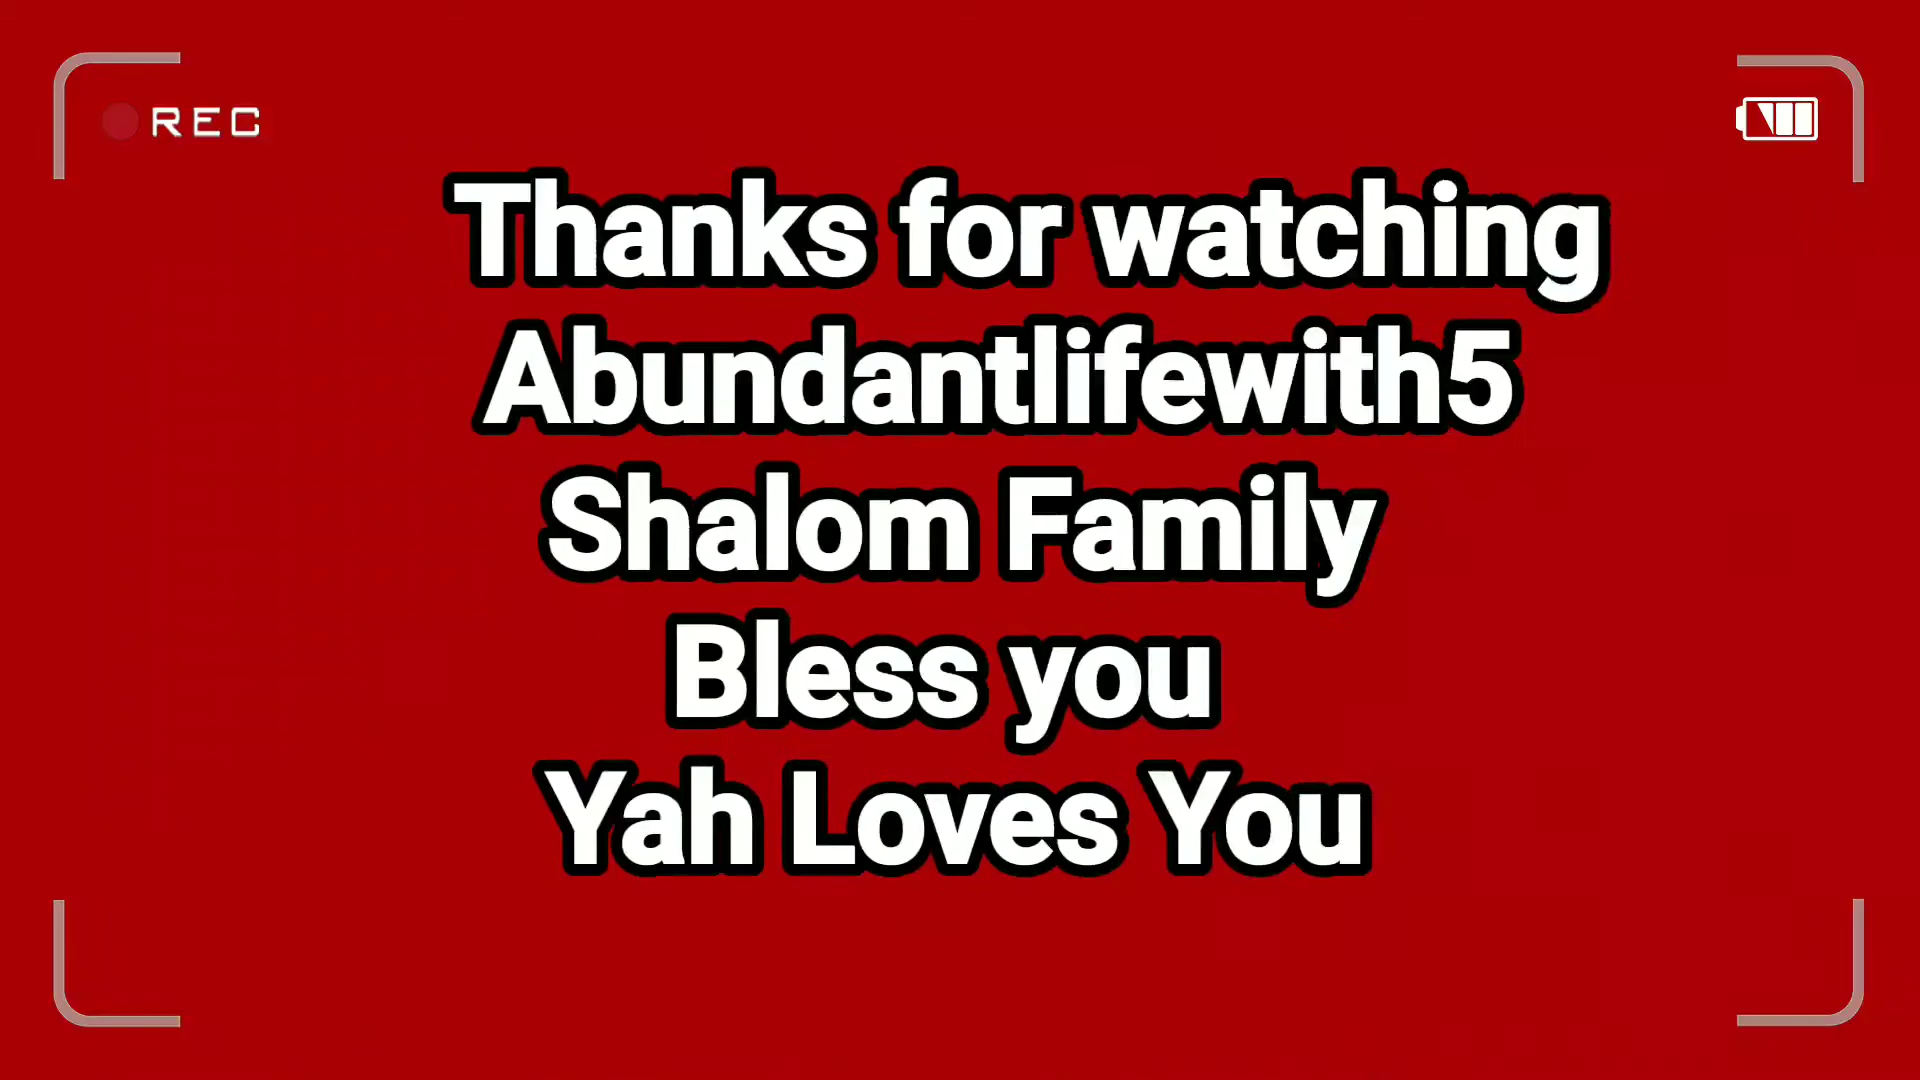 REC
Thanks for watching
Abundantlifewith5
Shalom Family
Bless you
Yah Loves You